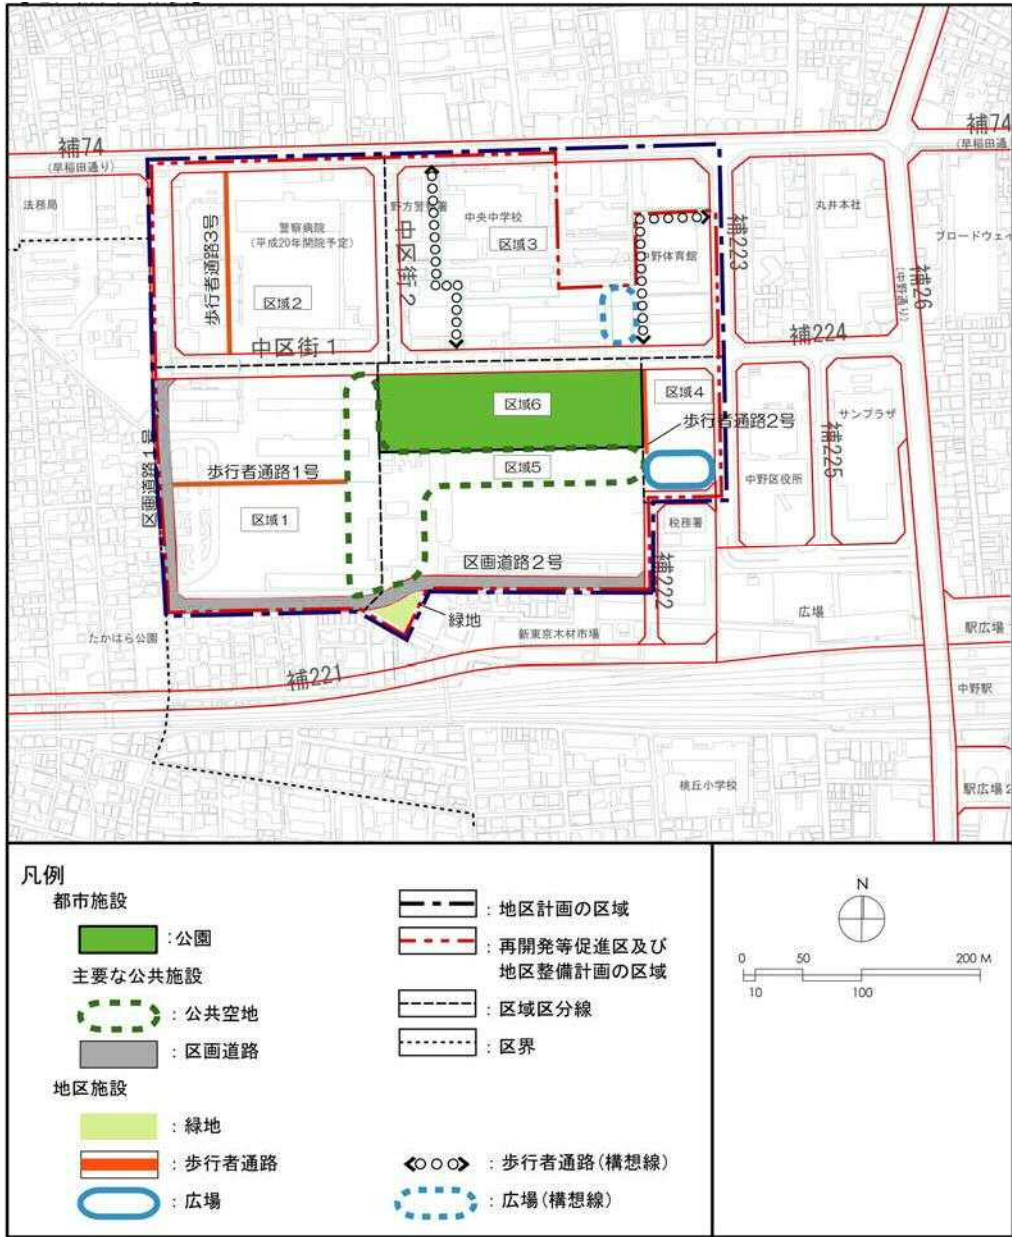 補74
(早稲田通り)
補74
(早稲田通
法務局
歩行者通路3号
警察病院
(平成20年開院予定)
区域2
中区街2
中央中学校
区域3
中野体育館
補223
丸井本社
ブロードウェイ
補26
(中野通り)
中区街1
補224
区域6
区域4
歩行者通路2号
サンプラザ
補225
区画道路1号
歩行者通路1号
区域5
中野区役所
区域1
税務署
区画道路2号
補222
緑地
広場
たかはら公園
新東京木材市場
駅広場1
補221
中野駅
桃丘小学校
駅広場2
凡例
都市施設
:公園
主要な公共施設
:公共空地
:区画道路
地区施設
:緑地
:歩行者通路
:広場
:地区計画の区域
:再開発等促進区及び
地区整備計画の区域
:区域区分線
:区界
:歩行者通路(構想線)
:広場(構想線)
N
0 50 200 M
10 100